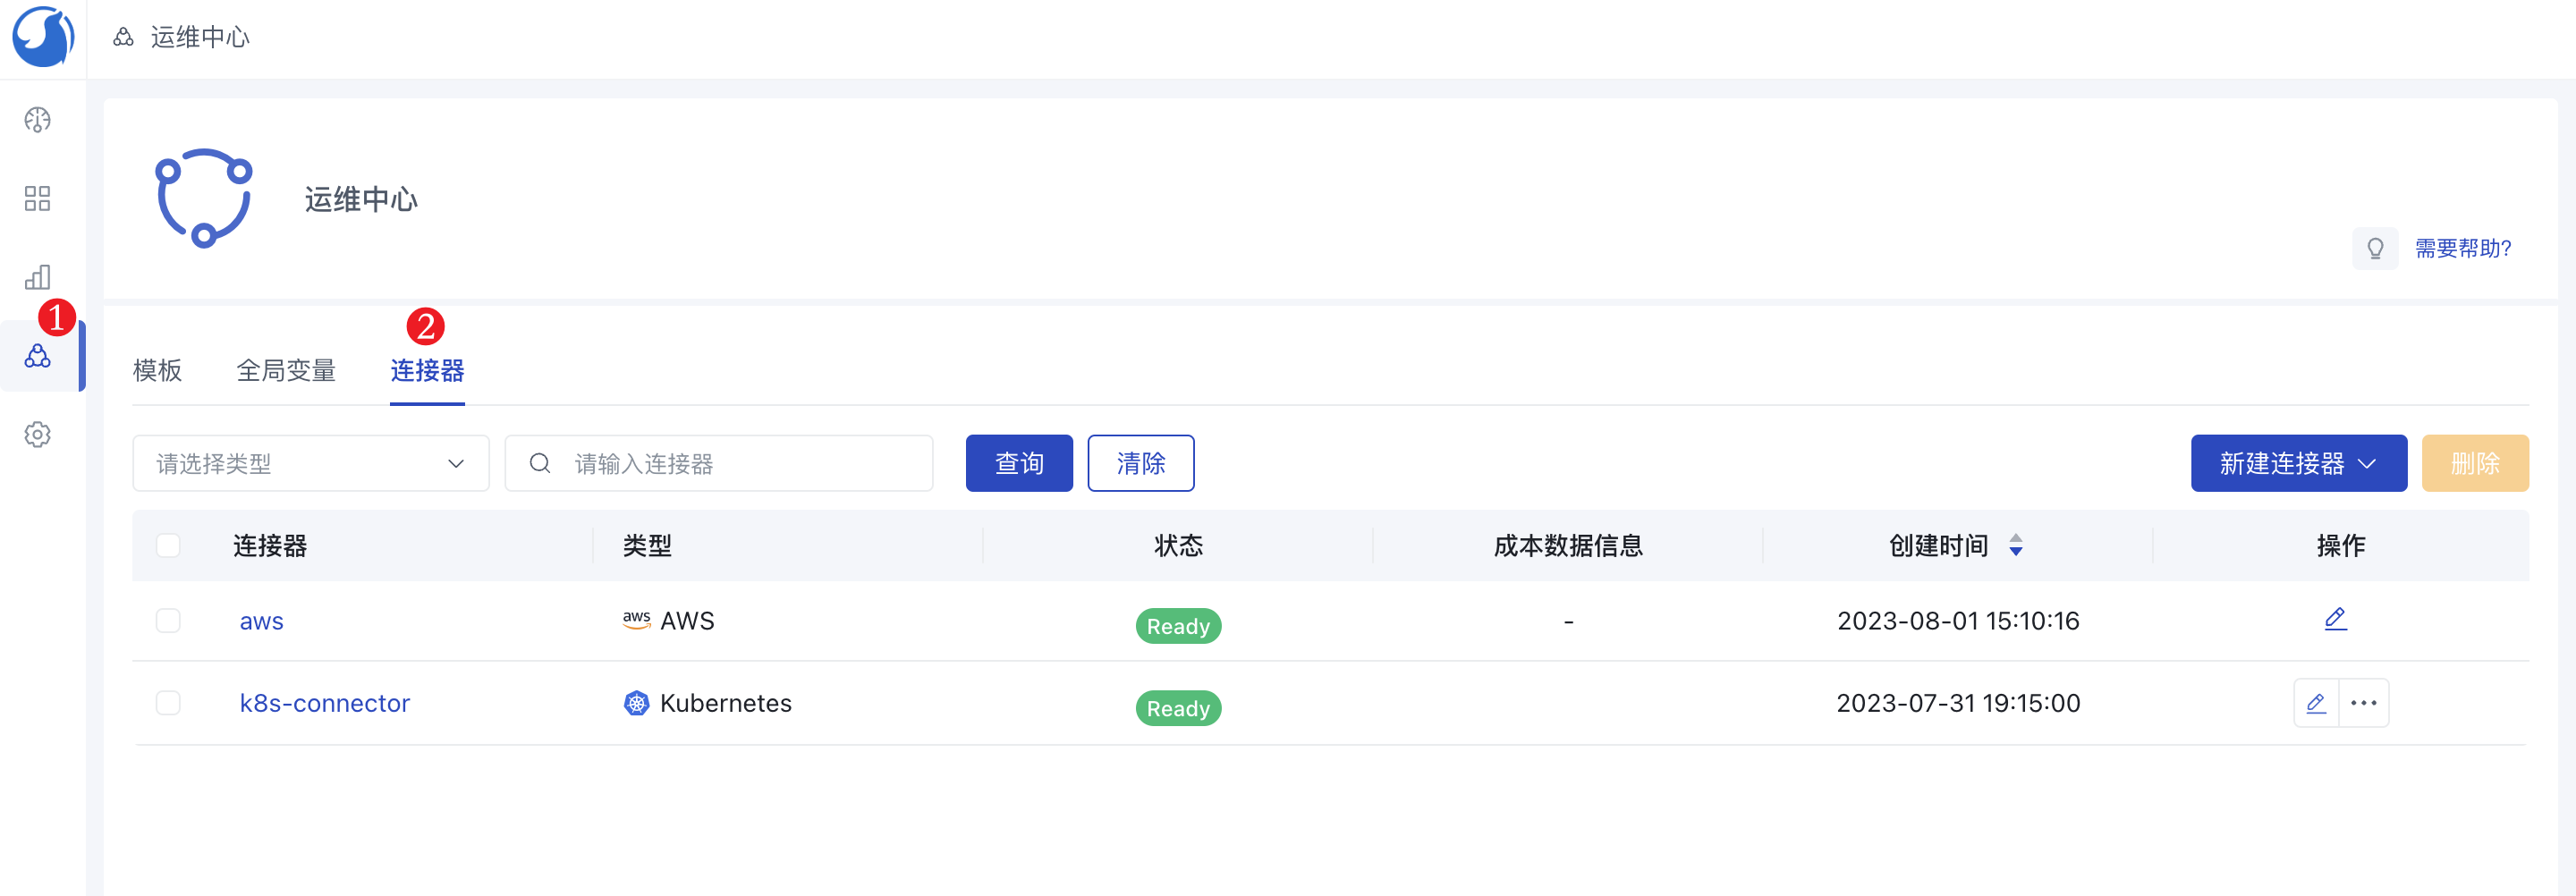 运维中心
运维中心
需要帮助?
1
2
模板 全局变量 连接器
请选择类型 请输入连接器 查询 清除 新建连接器 删除
连接器 类型 状态 成本数据信息 创建时间 操作
aws aws AWS Ready - 2023-08-01 15:10:16
k8s-connector Kubernetes Ready 2023-07-31 19:15:00